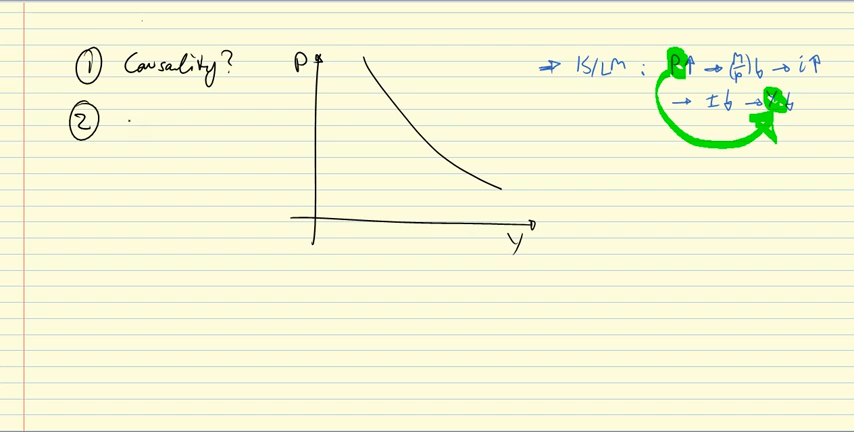 ① Causality?
P
⇒ IS/LM : P↑ → (M/P)↓ → i↑
→ I↓ → Y↓
②
Y